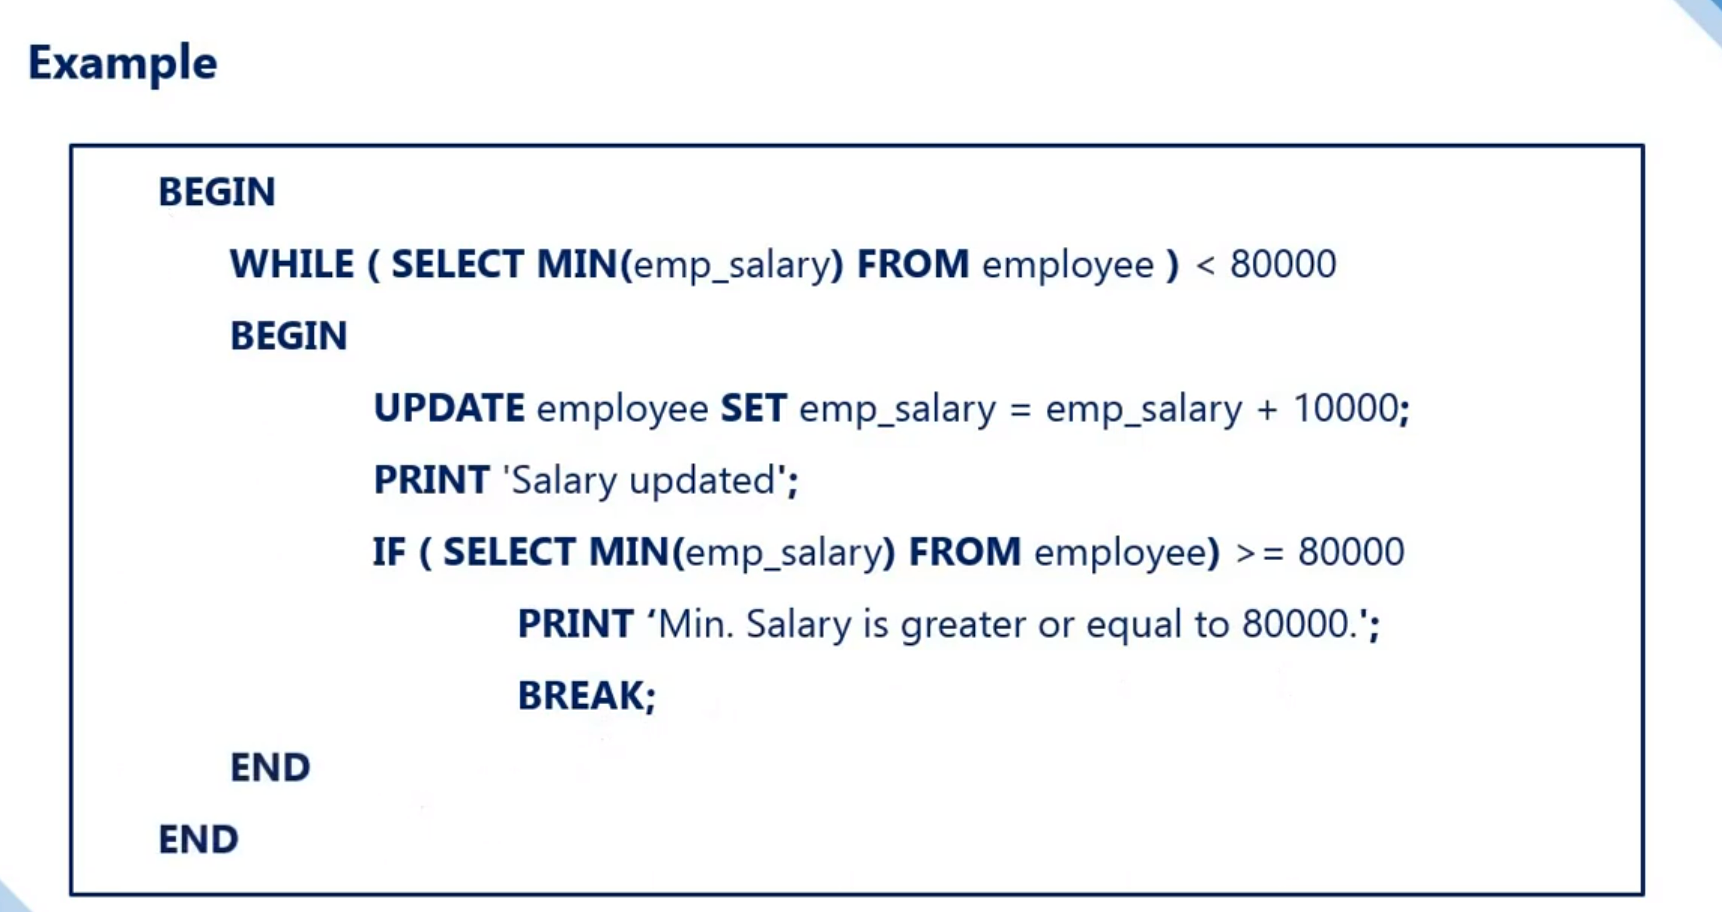 Example
BEGIN
WHILE ( SELECT MIN(emp_salary) FROM employee ) < 80000
BEGIN
UPDATE employee SET emp_salary = emp_salary + 10000;
PRINT 'Salary updated';
IF ( SELECT MIN(emp_salary) FROM employee) >= 80000
PRINT ‘Min. Salary is greater or equal to 80000.';
BREAK;
END
END